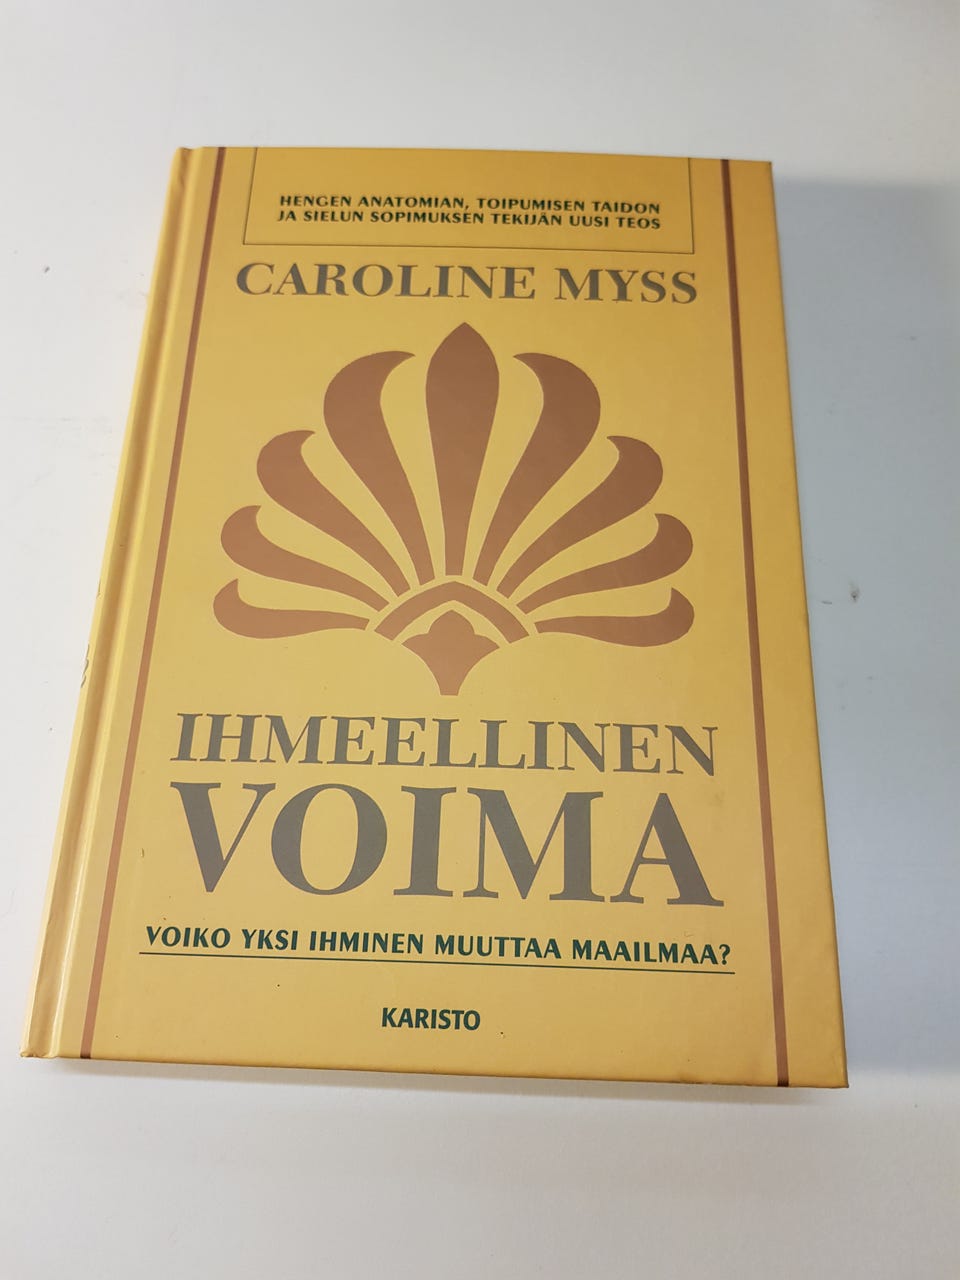 HENGEN ANATOMIAN, TOIPUMISEN TAIDON
JA SIELUN SOPIMUKSEN TEKIJÄN UUSI TEOS
CAROLINE MYSS
IHMEELLINEN
VOIMA
VOIKO YKSI IHMINEN MUUTTAA MAAILMAA?
KARISTO